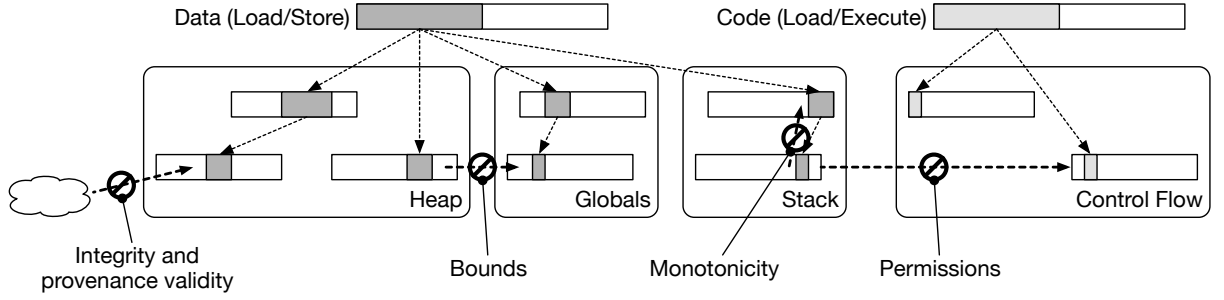 Data (Load/Store)
Code (Load/Execute)
Heap
Globals
Stack
Control Flow
Integrity and
provenance validity
Bounds
Monotonicity
Permissions